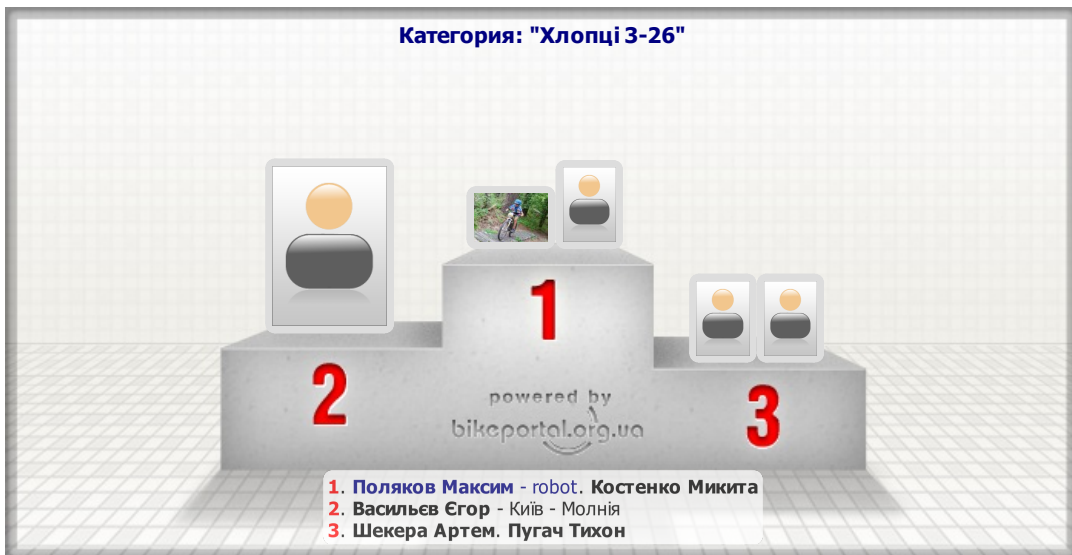 Категория: "Хлопці 3-26"
1
2
3
powered by
bikeportal.org.ua
1. Поляков Максим - robot. Костенко Микита
2. Васильєв Єгор - Київ - Молнія
3. Шекера Артем. Пугач Тихон